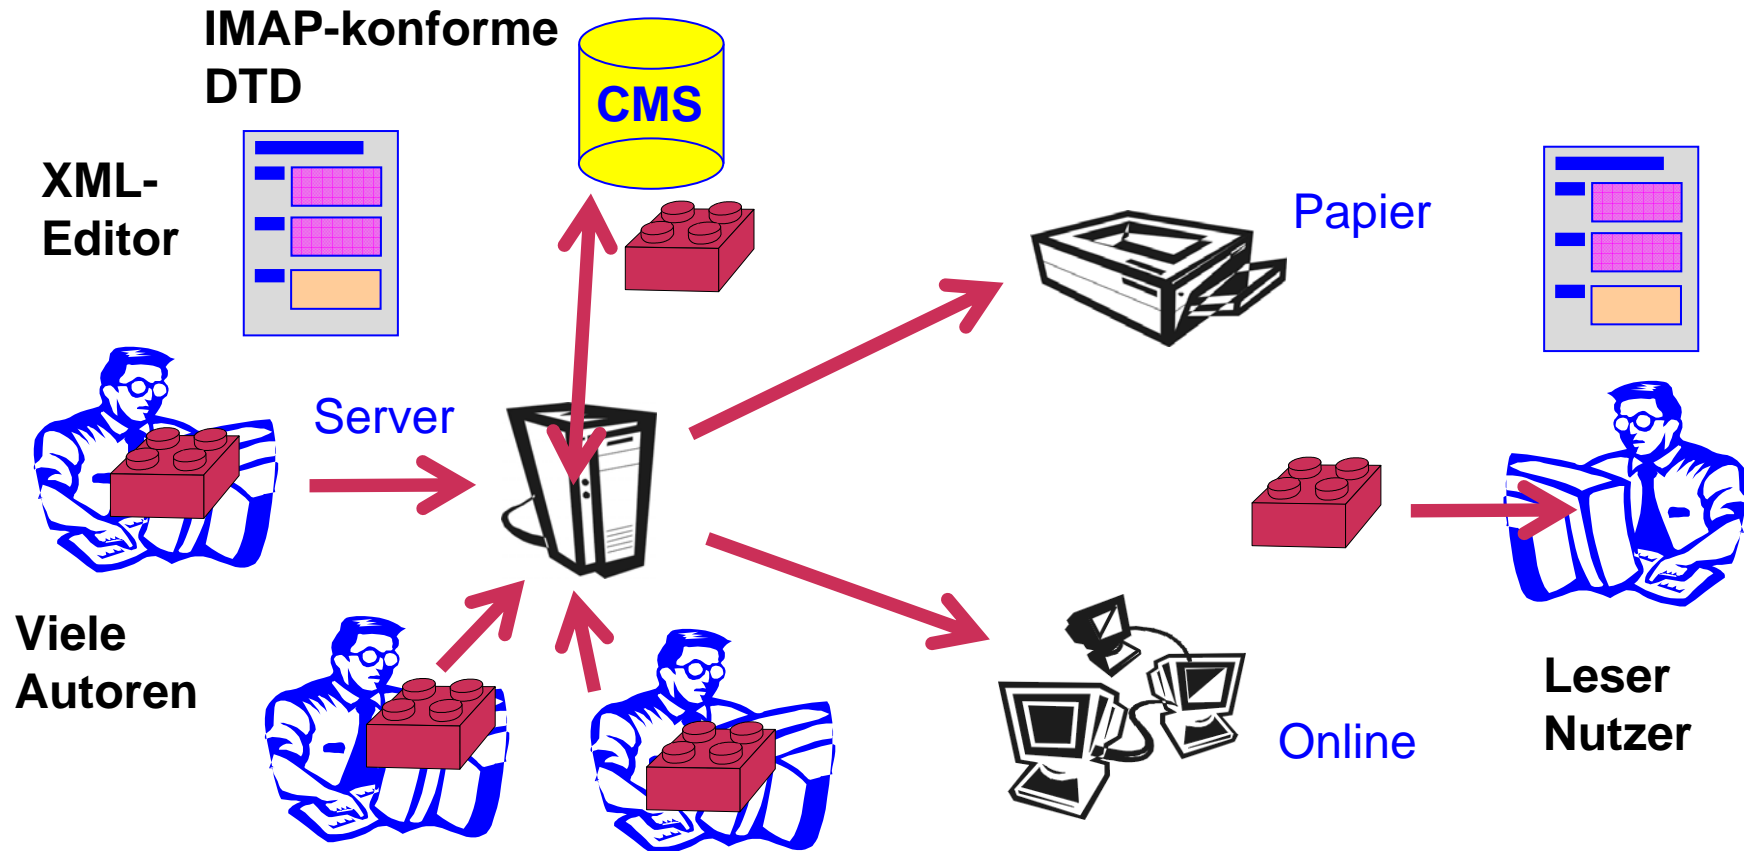 IMAP-konforme
DTD
CMS
XML-
Editor
Papier
Server
Viele
Autoren
Leser
Nutzer
Online